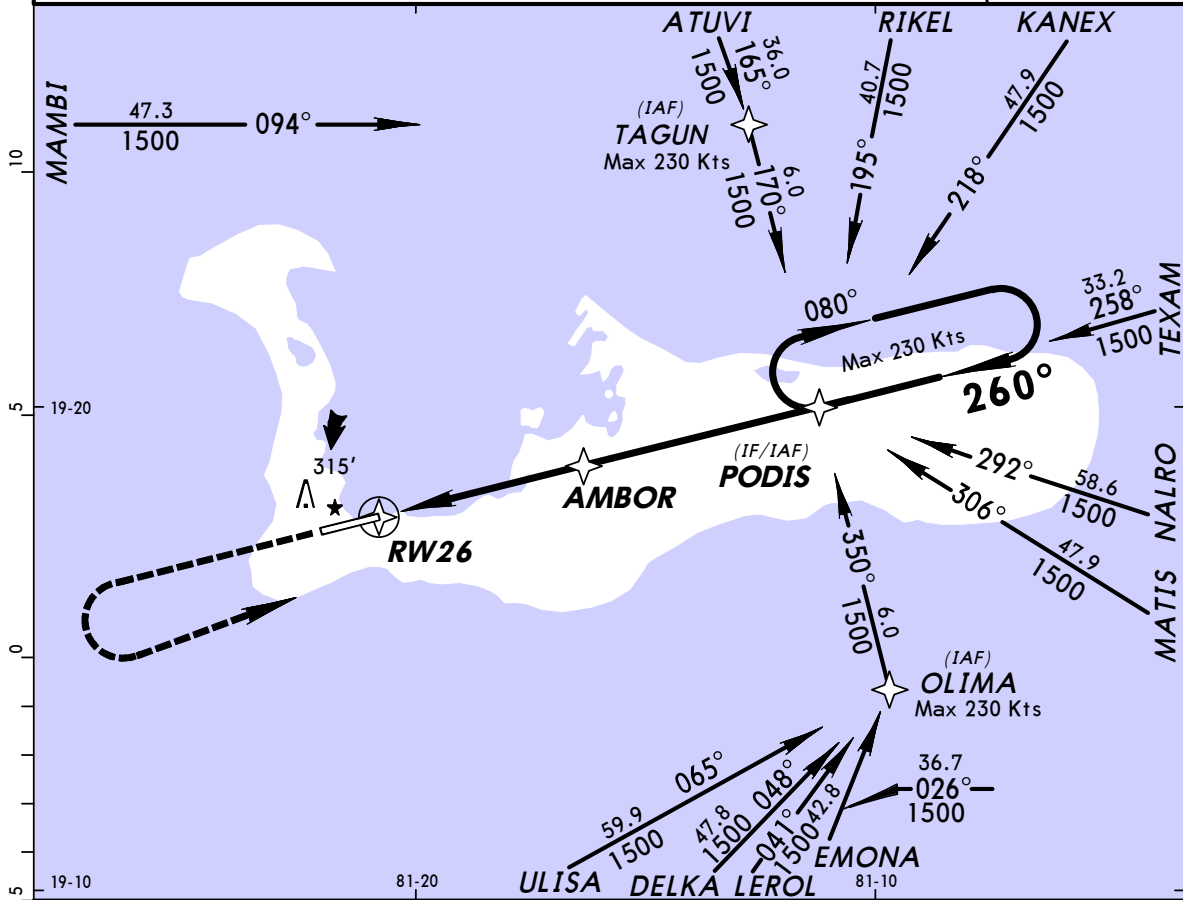 ATUVI
36.0
165°
1500
RIKEL
40.7
1500
195°
KANEX
47.9
1500
218°
MAMBI
47.3
094°
1500
(IAF)
TAGUN
Max 230 Kts
6.0
170°
1500
10
080°
Max 230 Kts
33.2
258°
1500
TEXAM
260°
5
19-20
(IF/IAF)
PODIS
315'
AMBOR
RW26
292°
58.6
1500
NALRO
306°
47.9
1500
MATIS
350°
6.0
1500
0
(IAF)
OLIMA
Max 230 Kts
065°
59.9
1500
048°
47.8
1500
041°
42.8
1500
36.7
026°
1500
EMONA
5
19-10
81-20
81-10
ULISA
DELKA
LEROL